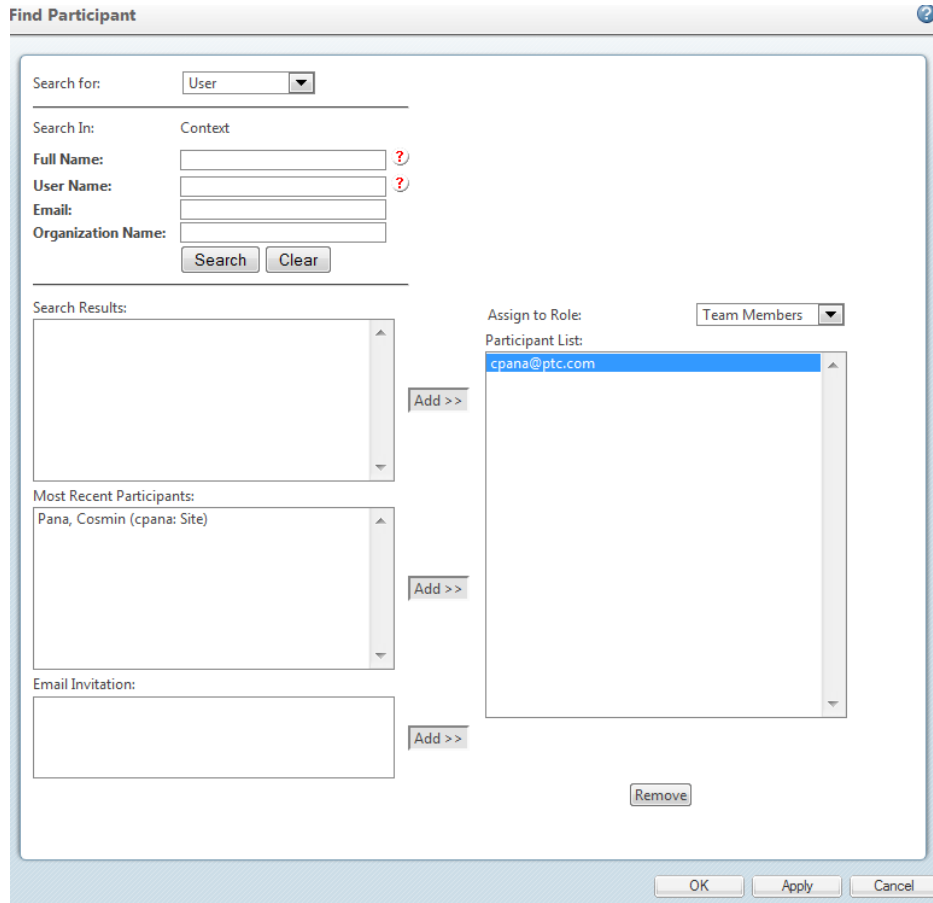 Find Participant
?
Search for: User
Search In: Context
Full Name: ?
User Name: ?
Email:
Organization Name:
Search Clear
Search Results:
Assign to Role: Team Members
Participant List:
cpana@ptc.com
Add >>
Most Recent Participants:
Pana, Cosmin (cpana: Site)
Add >>
Email Invitation:
Add >>
Remove
OK Apply Cancel